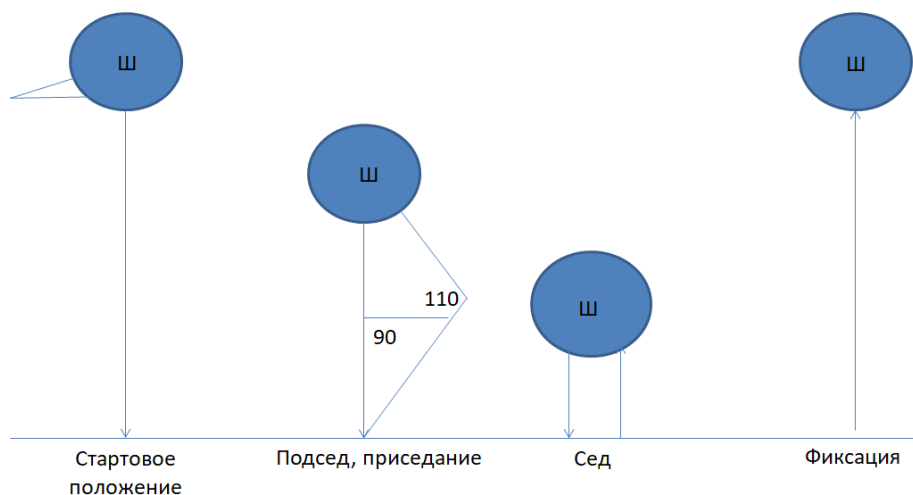 Ш
Ш
Ш
Ш
110
90
Стартовое
положение
Подсед, приседание
Сед
Фиксация